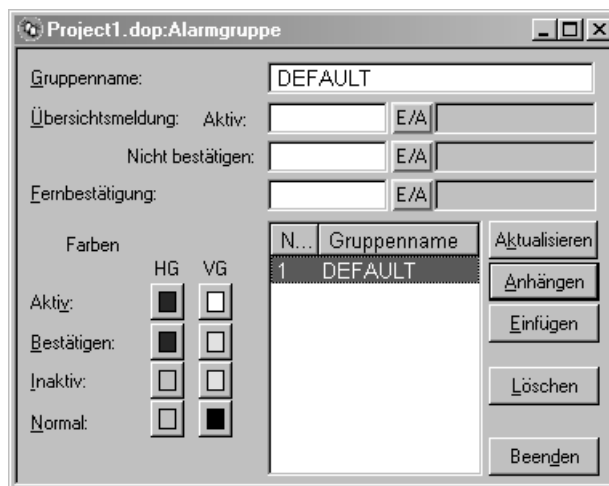 Project1.dop:Alarmgruppe
Gruppenname: DEFAULT
Übersichtsmeldung: Aktiv: E/A
Nicht bestätigen: E/A
Fernbestätigung: E/A
Farben
HG VG
Aktiv:
Bestätigen:
Inaktiv:
Normal:
N... Gruppenname
1 DEFAULT
Aktualisieren
Anhängen
Einfügen
Löschen
Beenden